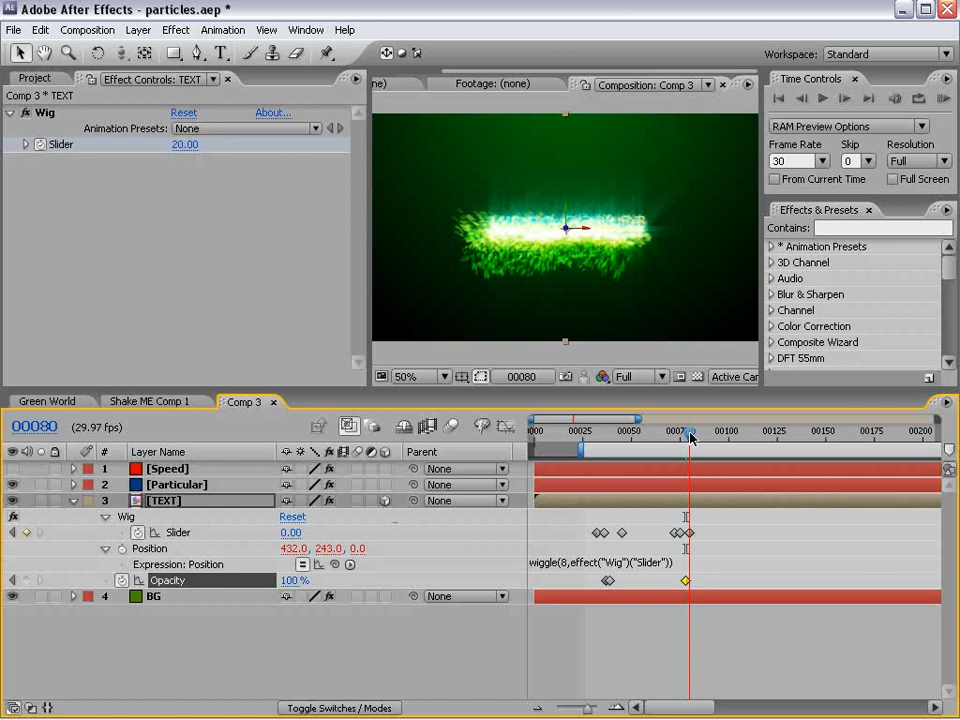 Adobe After Effects - particles.aep *
File Edit Composition Layer Effect Animation View Window Help
Workspace: Standard
Project Effect Controls: TEXT
Comp 3 * TEXT
Wig Reset About...
Animation Presets: None
Slider 20.00
ne) Footage: (none) Composition: Comp 3
50% 00080 Full Active Car
Time Controls
RAM Preview Options
Frame Rate Skip Resolution
30 0 Full
From Current Time Full Screen
Effects & Presets
Contains:
* Animation Presets
3D Channel
Audio
Blur & Sharpen
Channel
Color Correction
Composite Wizard
DFT 55mm
Green World Shake ME Comp 1 Comp 3
00080 (29.97 fps)
0000 00025 00050 0007 00100 00125 00150 00175 00200
# Layer Name Parent
1 [Speed] None
2 [Particular] None
3 [TEXT] None
Wig Reset
Slider 0.00
Position 432.0, 243.0, 0.0
Expression: Position wiggle(8,effect("Wig")("Slider"))
Opacity 100 %
4 BG None
Toggle Switches / Modes